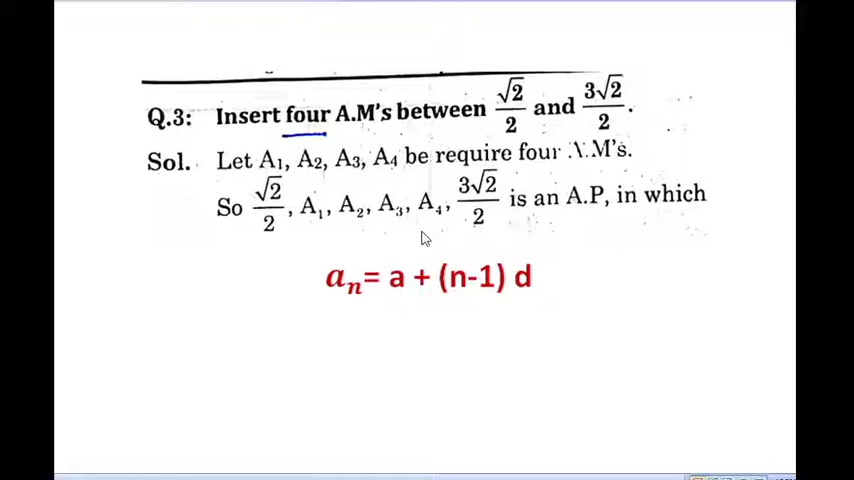 Q.3: Insert four A.M's between √2/2 and 3√2/2.
Sol. Let A₁, A₂, A₃, A₄ be require four A.M's.
So √2/2, A₁, A₂, A₃, A₄, 3√2/2 is an A.P, in which
aₙ= a + (n-1) d